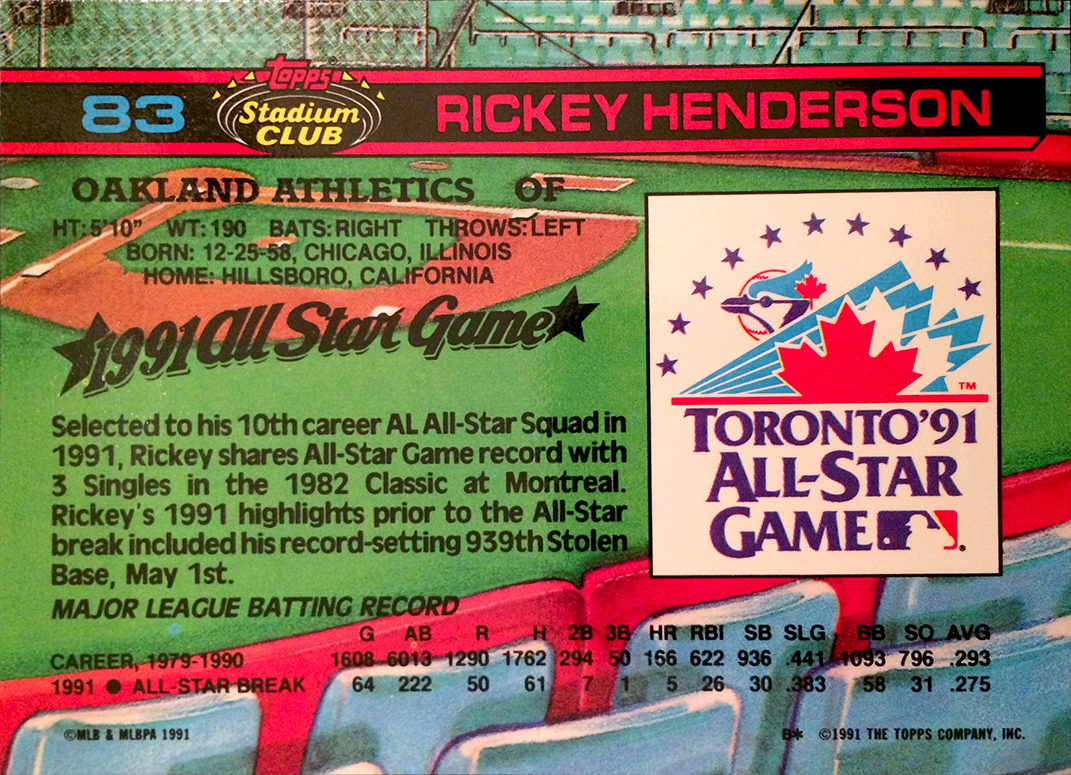 83
Topps
Stadium
CLUB
RICKEY HENDERSON
OAKLAND ATHLETICS OF
HT: 5'10" WT: 190 BATS: RIGHT THROWS: LEFT
BORN: 12-25-58, CHICAGO, ILLINOIS
HOME: HILLSBORO, CALIFORNIA
1991 All Star Game
Selected to his 10th career AL All-Star Squad in
1991, Rickey shares All-Star Game record with
3 Singles in the 1982 Classic at Montreal.
Rickey's 1991 highlights prior to the All-Star
break included his record-setting 939th Stolen
Base, May 1st.
TM
TORONTO '91
ALL-STAR
GAME
MAJOR LEAGUE BATTING RECORD
G AB R H 2B 3B HR RBI SB SLG BB SO AVG
CAREER, 1979-1990 1608 6013 1290 1762 294 50 166 622 936 .441 1093 796 .293
1991 ● ALL-STAR BREAK 64 222 50 61 7 1 5 26 30 .383 58 31 .275
©MLB & MLBPA 1991
B* ©1991 THE TOPPS COMPANY, INC.